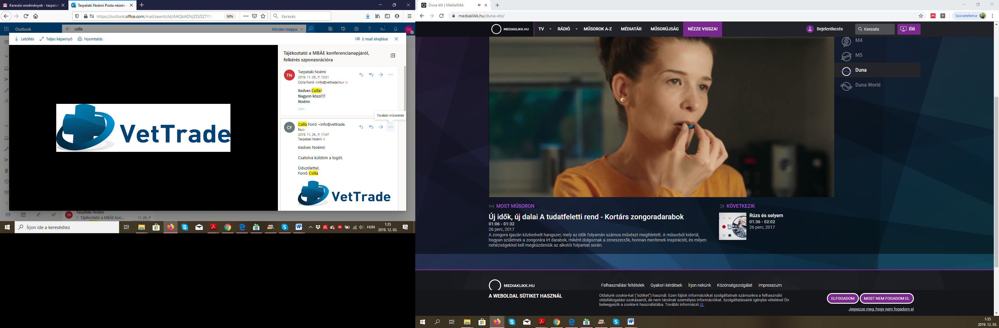 Keresési eredmények - tarpatak
Tarpataki Noémi Posta nézete -
https://outlook.office.com/mail/search/id/AAQkADVjZDZlZTY5
90%
Keresés
Outlook
csilla
Minden mappa
TN
Letöltés
Teljes képernyő
Nyomtatás
E-mail elrejtése
VetTrade
Tájékoztató a MBÁE konferencianapjáról,
felkérés szponzorációra
TN
Tarpataki Noémi
2019. 11. 29., P, 12:51
Csilla Forró <info@vettrade.hu>
Kedves Csilla!
Nagyon köszi!!!
Noémi
További műveletek
CF
Csilla Forró <info@vettrade.
hu>
2019. 11. 29., P, 11:47
Tarpataki Noémi
Kedves Noémi!
Csatolva küldöm a logót.
Üdvözölettel,
Forró Csilla
VetTrade
TN
Tarpataki Noémi
Tájékoztató a MBÁE kon...
11. 29., P
Írjon ide a kereséshez
HUN
1:35
2019. 12. 03.
Duna élő | MédiaKlikk
mediaklikk.hu/duna-elo/
Szüneteltetve
MEDIAKLIKK.HU
TV
RÁDIÓ
MŰSOROK A-Z
MÉDIATÁR
MŰSORÚJSÁG
NÉZZE VISSZA!
Bejelentkezés
Keresés
Élő
M4
M5
Duna
Duna World
MOST MŰSORON
Új idők, új dalai A tudatfeletti rend - Kortárs zongoradarabok
01:06 - 01:32
26 perc, 2017
A zongora igazán közkedvelt hangszer, mely az idők folyamán számos művészt megihletett. A műsorból kiderül,
hogyan születnek a zongorára írt darabok, miként dolgoznak a zeneszerzők, honnan merítenek inspirációt, és milyen
nehézségekkel kell megküzdeniük az alkotói folyamat során.
KÖVETKEZIK
Rúzs és
Selyem
Rúzs és selyem
01:36 - 02:02
26 perc, 2017
MEDIAKLIKK.HU
Felhasználási feltételek
Gyakori kérdések
Írjon nekünk
Közönségszolgálat
Impresszum
A WEBOLDAL SÜTIKET HASZNÁL
Oldalunk cookie-kat ("sütiket") használ. Ezen fájlok információkat szolgáltatnak számunkra a felhasználó
oldallátogatási szokásairól, de nem tárolnak személyes információkat. Szolgáltatásaink igénybe vételével Ön
beleegyezik a cookie-k használatába. További információ itt.
ELFOGADOM
MOST NEM FOGADOM EL
Jegyezze meg, hogy nem fogadom el
1:35
2019. 12. 03.